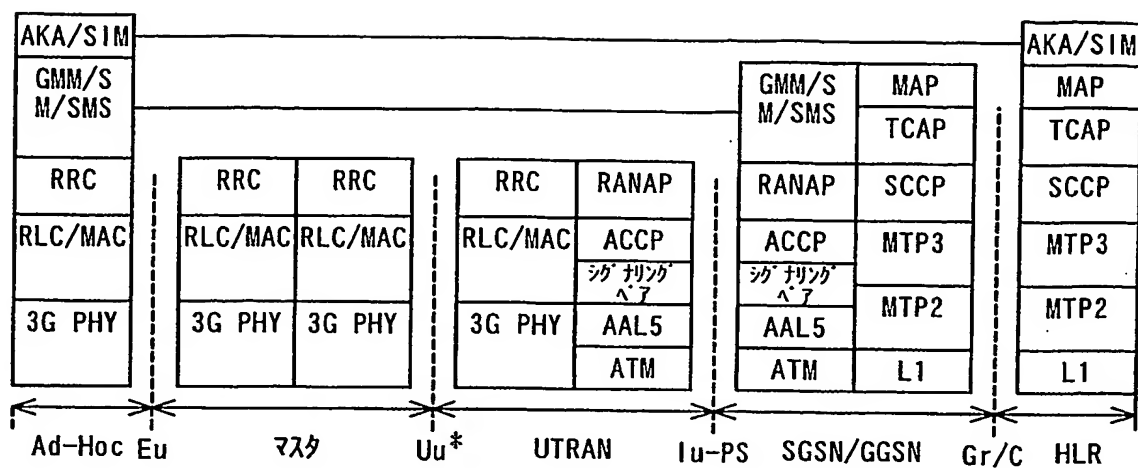 AKA/SIM
GMM/S
M/SMS
RRC
RLC/MAC
3G PHY
RRC
RRC
RLC/MAC
RLC/MAC
3G PHY
3G PHY
RRC
RLC/MAC
3G PHY
RANAP
ACCP
シグナリング
ベア
AAL5
ATM
GMM/S
M/SMS
RANAP
ACCP
シグナリング
ベア
AAL5
ATM
MAP
TCAP
SCCP
MTP3
MTP2
L1
AKA/SIM
MAP
TCAP
SCCP
MTP3
MTP2
L1
Ad-Hoc Eu マスタ Uu* UTRAN Iu-PS SGSN/GGSN Gr/C HLR